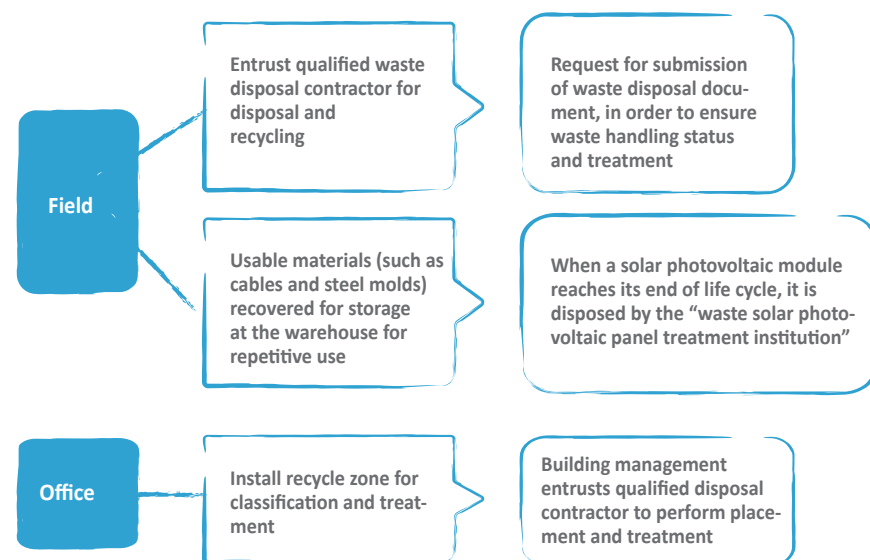 Field
Entrust qualified waste
disposal contractor for
disposal and
recycling
Request for submission
of waste disposal docu-
ment, in order to ensure
waste handling status
and treatment
Usable materials (such as
cables and steel molds)
recovered for storage
at the warehouse for
repetitive use
When a solar photovoltaic module
reaches its end of life cycle, it is
disposed by the “waste solar photo-
voltaic panel treatment institution”
Office
Install recycle zone for
classification and treat-
ment
Building management
entrusts qualified disposal
contractor to perform place-
ment and treatment